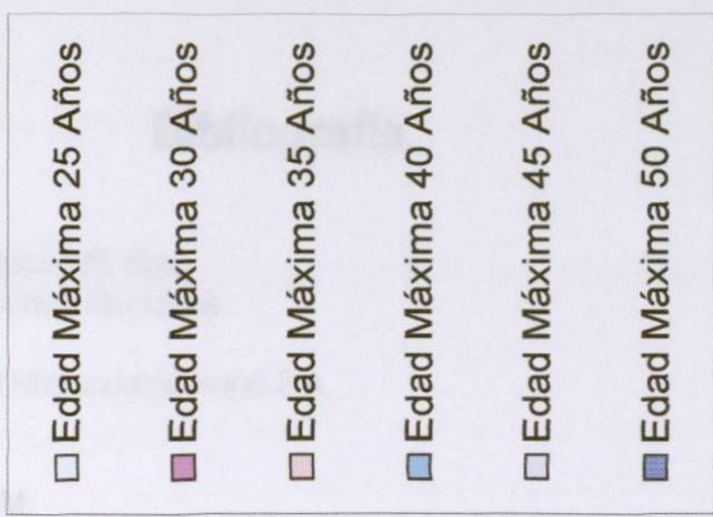 Edad Máxima 25 Años
Edad Máxima 30 Años
Edad Máxima 35 Años
Edad Máxima 40 Años
Edad Máxima 45 Años
Edad Máxima 50 Años
Bibliografía